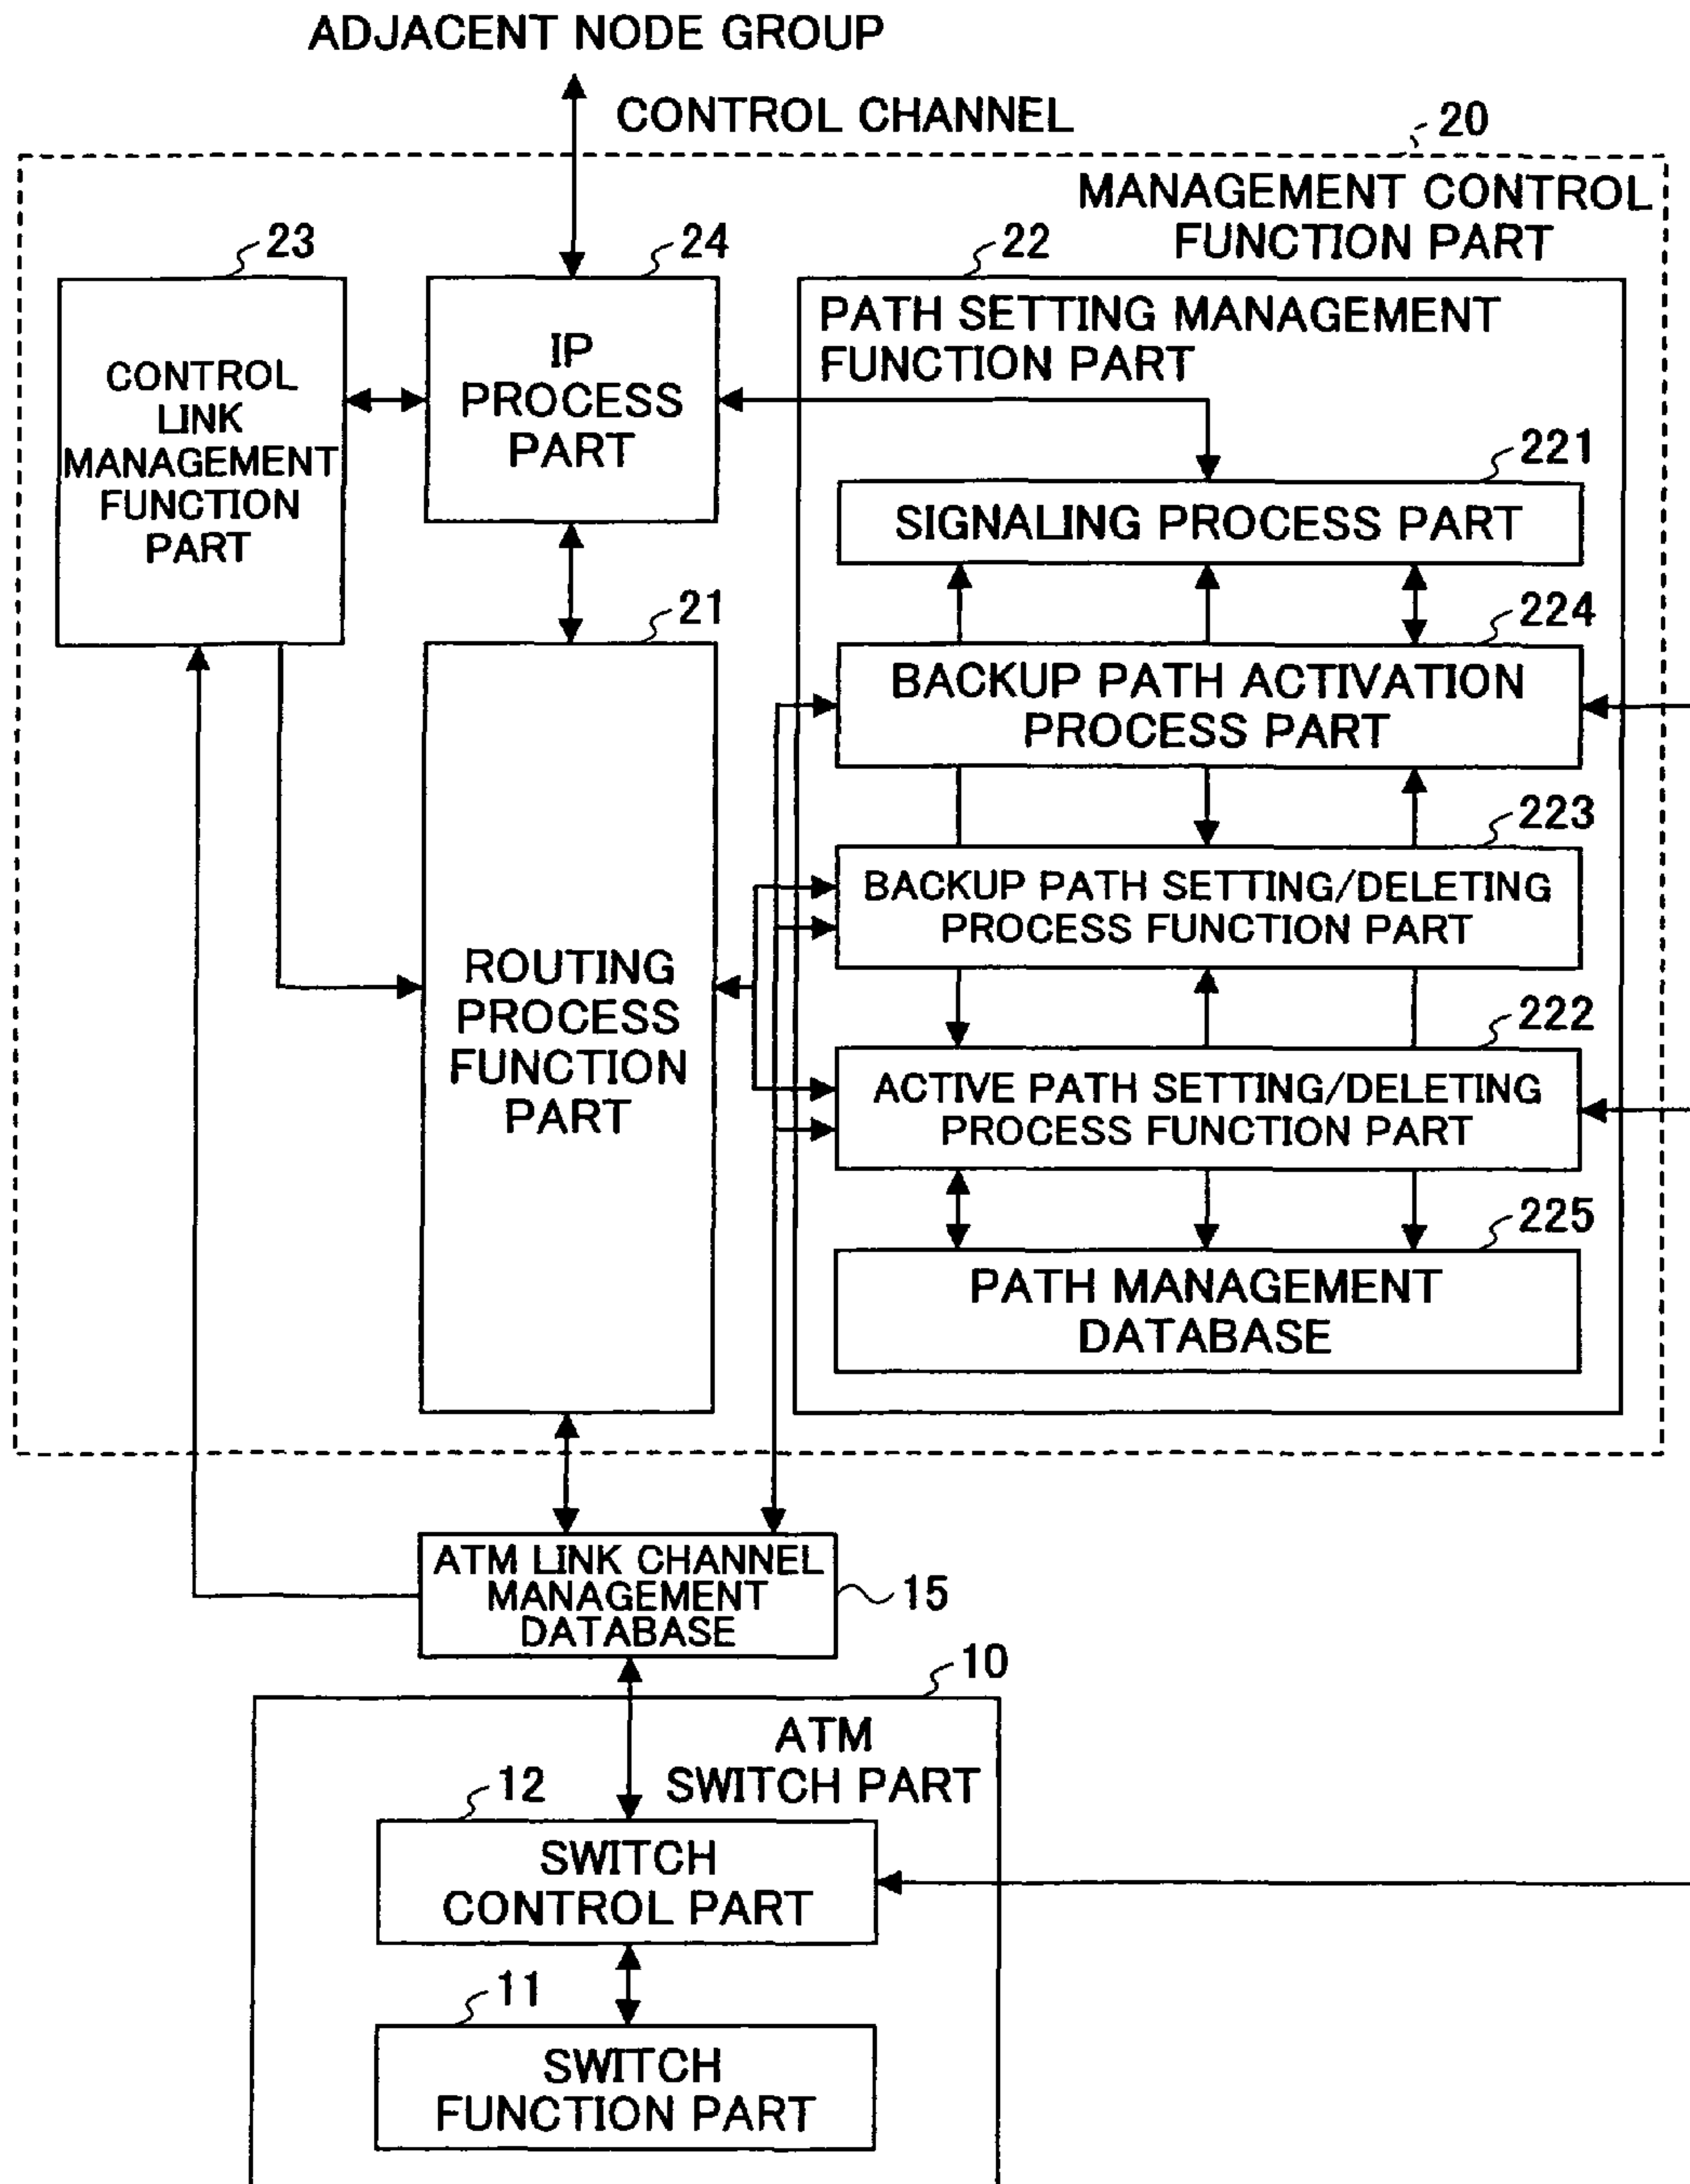 ADJACENT NODE GROUP
CONTROL CHANNEL
20
MANAGEMENT CONTROL
FUNCTION PART
23
24
22
CONTROL
LINK
MANAGEMENT
FUNCTION
PART
IP
PROCESS
PART
PATH SETTING MANAGEMENT
FUNCTION PART
221
SIGNALING PROCESS PART
21
224
BACKUP PATH ACTIVATION
PROCESS PART
223
BACKUP PATH SETTING/DELETING
PROCESS FUNCTION PART
ROUTING
PROCESS
FUNCTION
PART
222
ACTIVE PATH SETTING/DELETING
PROCESS FUNCTION PART
225
PATH MANAGEMENT
DATABASE
ATM LINK CHANNEL
MANAGEMENT
DATABASE
15
10
ATM
SWITCH PART
12
SWITCH
CONTROL PART
11
SWITCH
FUNCTION PART